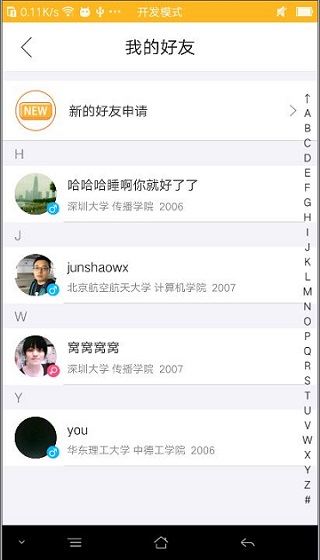 0.11K/s 开发模式
我的好友
NEW 新的好友申请
H
哈哈哈睡啊你就好了了
深圳大学 传播学院 2006
J
junshaowx
北京航空航天大学 计算机学院 2007
W
窝窝窝窝
深圳大学 传播学院 2007
Y
you
华东理工大学 中德工学院 2006
↑
A
B
C
D
E
F
G
H
I
J
K
L
M
N
O
P
Q
R
S
T
U
V
W
X
Y
Z
#